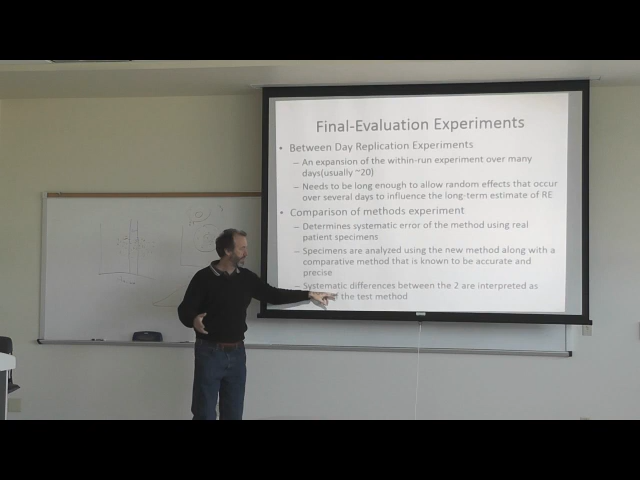 Final-Evaluation Experiments
• Between Day Replication Experiments
– An expansion of the within-run experiment over many
days(usually ~20)
– Needs to be long enough to allow random effects that occur
over several days to influence the long-term estimate of RE
• Comparison of methods experiment
– Determines systematic error of the method using real
patient specimens
– Specimens are analyzed using the new method along with a
comparative method that is known to be accurate and
precise
– Systematic differences between the 2 are interpreted as
the test method